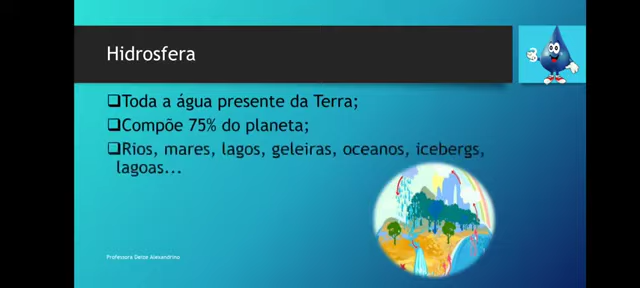 Hidrosfera
❑Toda a água presente da Terra;
❑Compõe 75% do planeta;
❑Rios, mares, lagos, geleiras, oceanos, icebergs,
lagoas...
Professora Deize Alexandrino